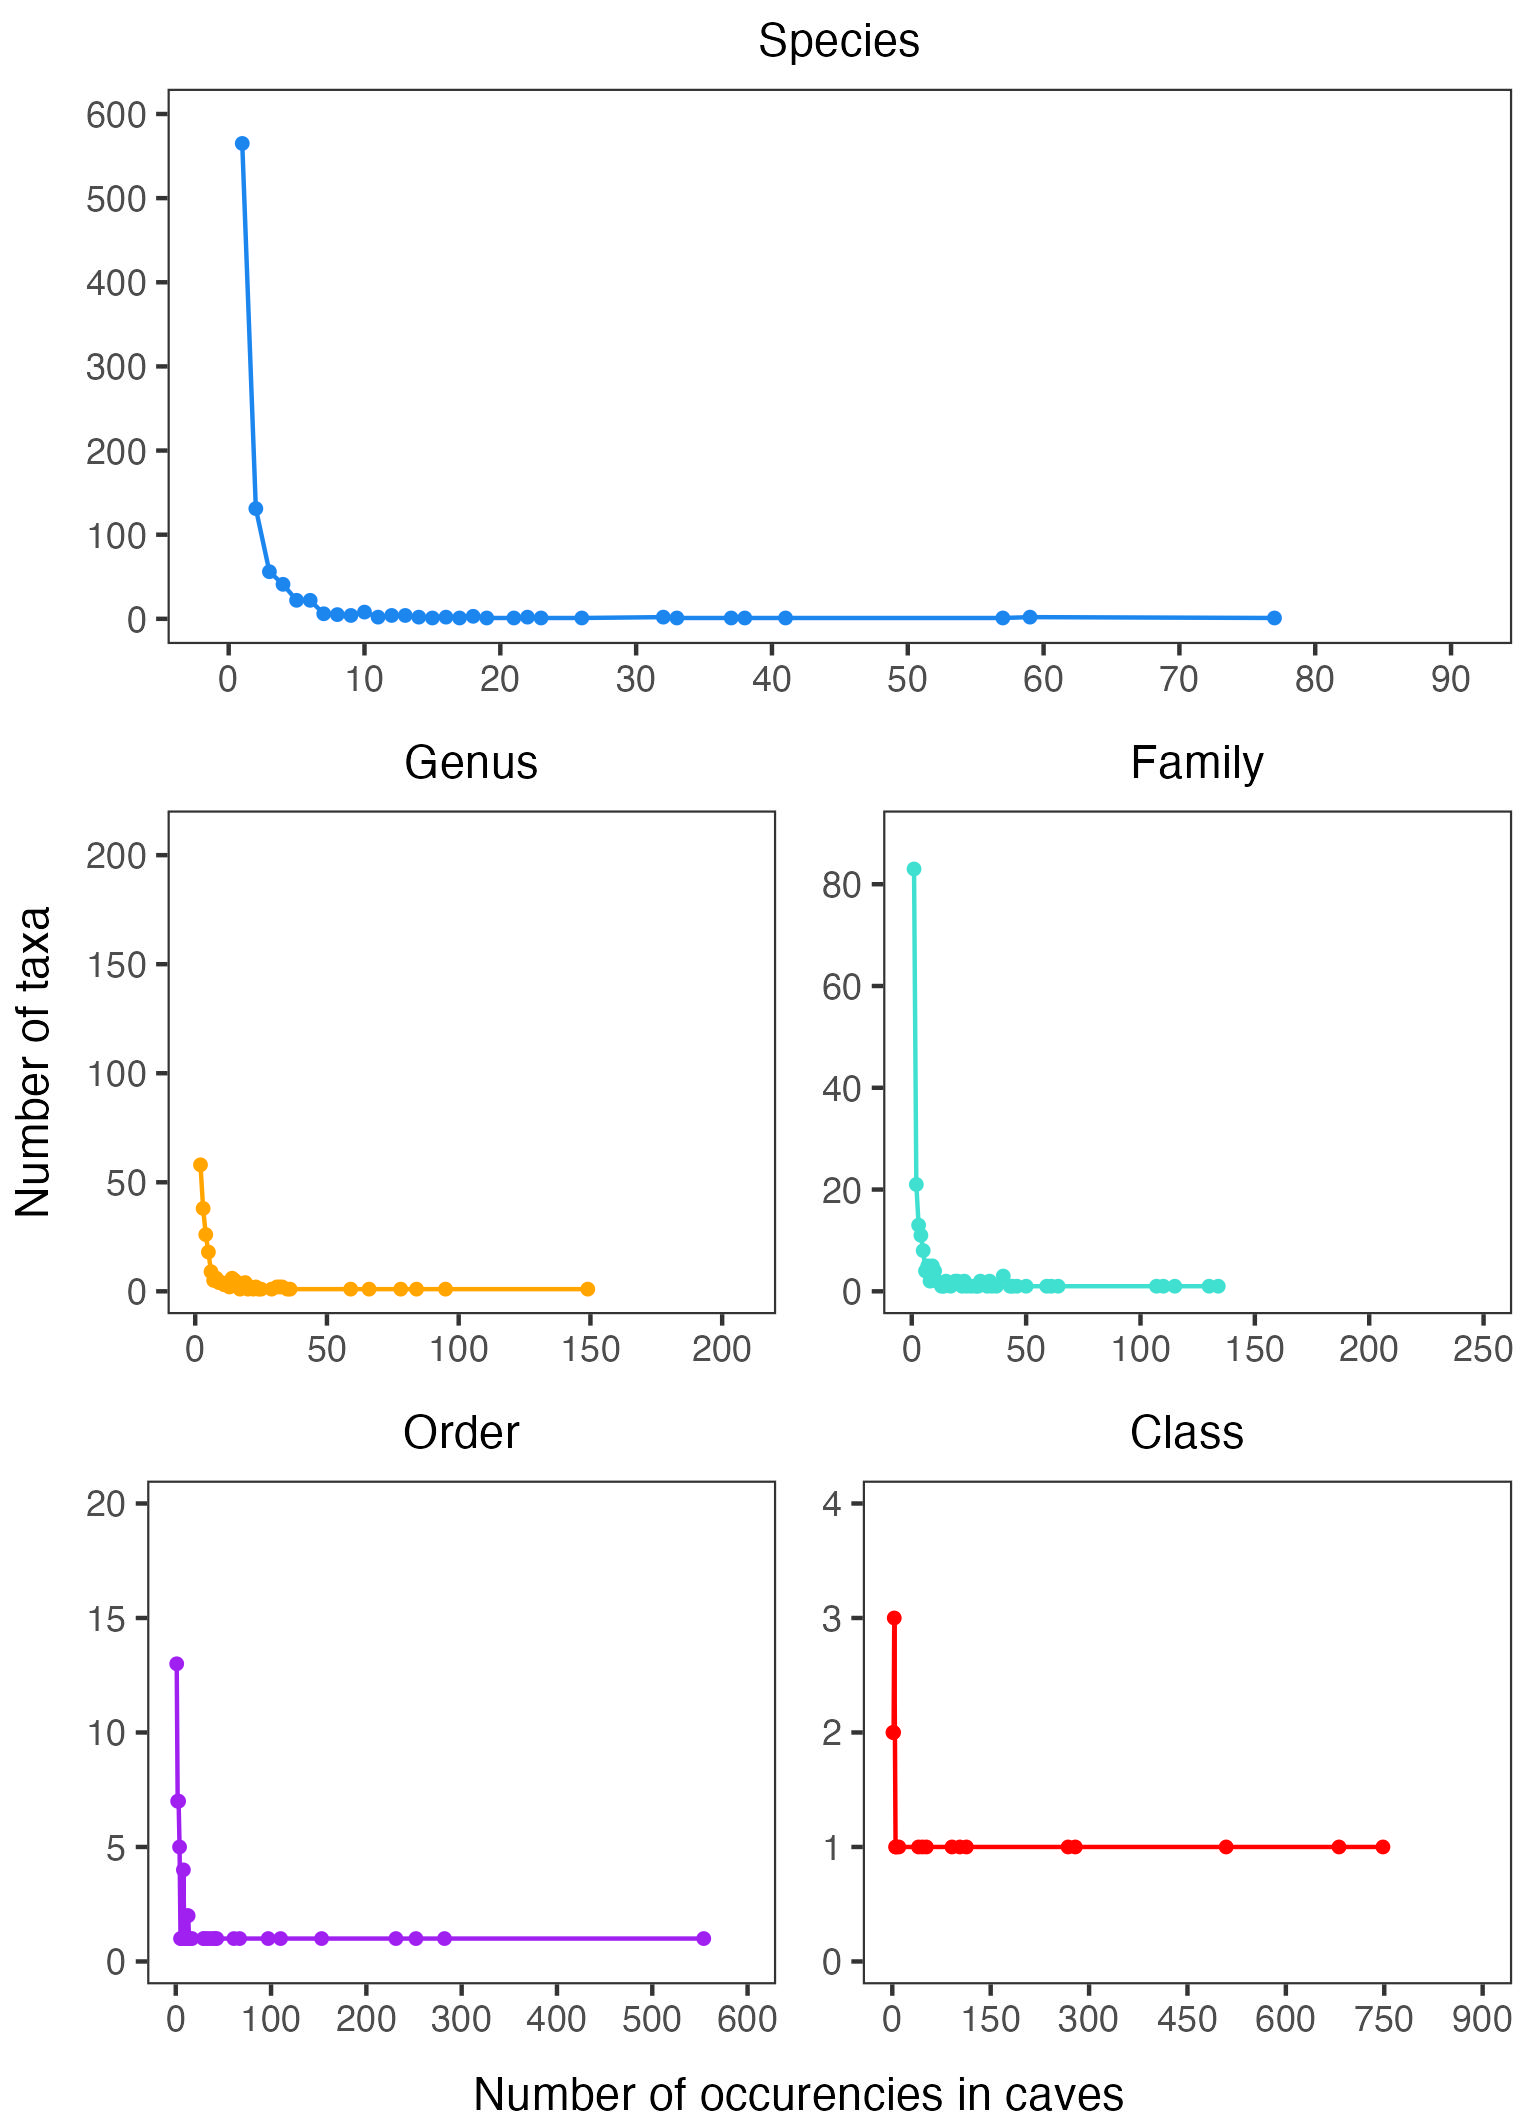 Species
600
500
400
300
200
100
0
0 10 20 30 40 50 60 70 80 90
Number of taxa
Genus
200
150
100
50
0
0 50 100 150 200
Family
80
60
40
20
0
0 50 100 150 200 250
Order
20
15
10
5
0
0 100 200 300 400 500 600
Class
4
3
2
1
0
0 150 300 450 600 750 900
Number of occurencies in caves